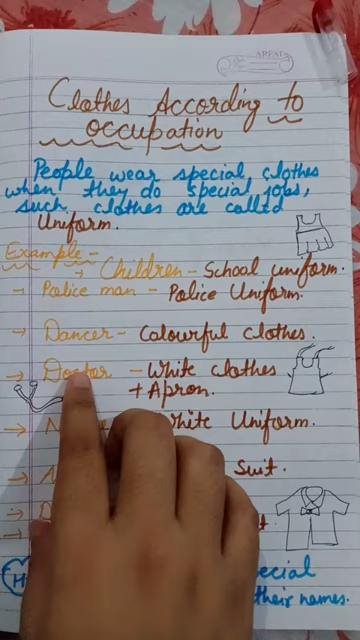 ARFAT
Clothes According to
occupation
People wear special clothes
when they do special jobs,
such clothes are called
Uniform.
Example -
→ Children - School uniform.
→ Police man - Police Uniform.
→ Dancer - Colourful clothes.
→ Doctor - White clothes
+ Apron.
→ N White Uniform.
→ Suit.
→
→
H ecial
their names.